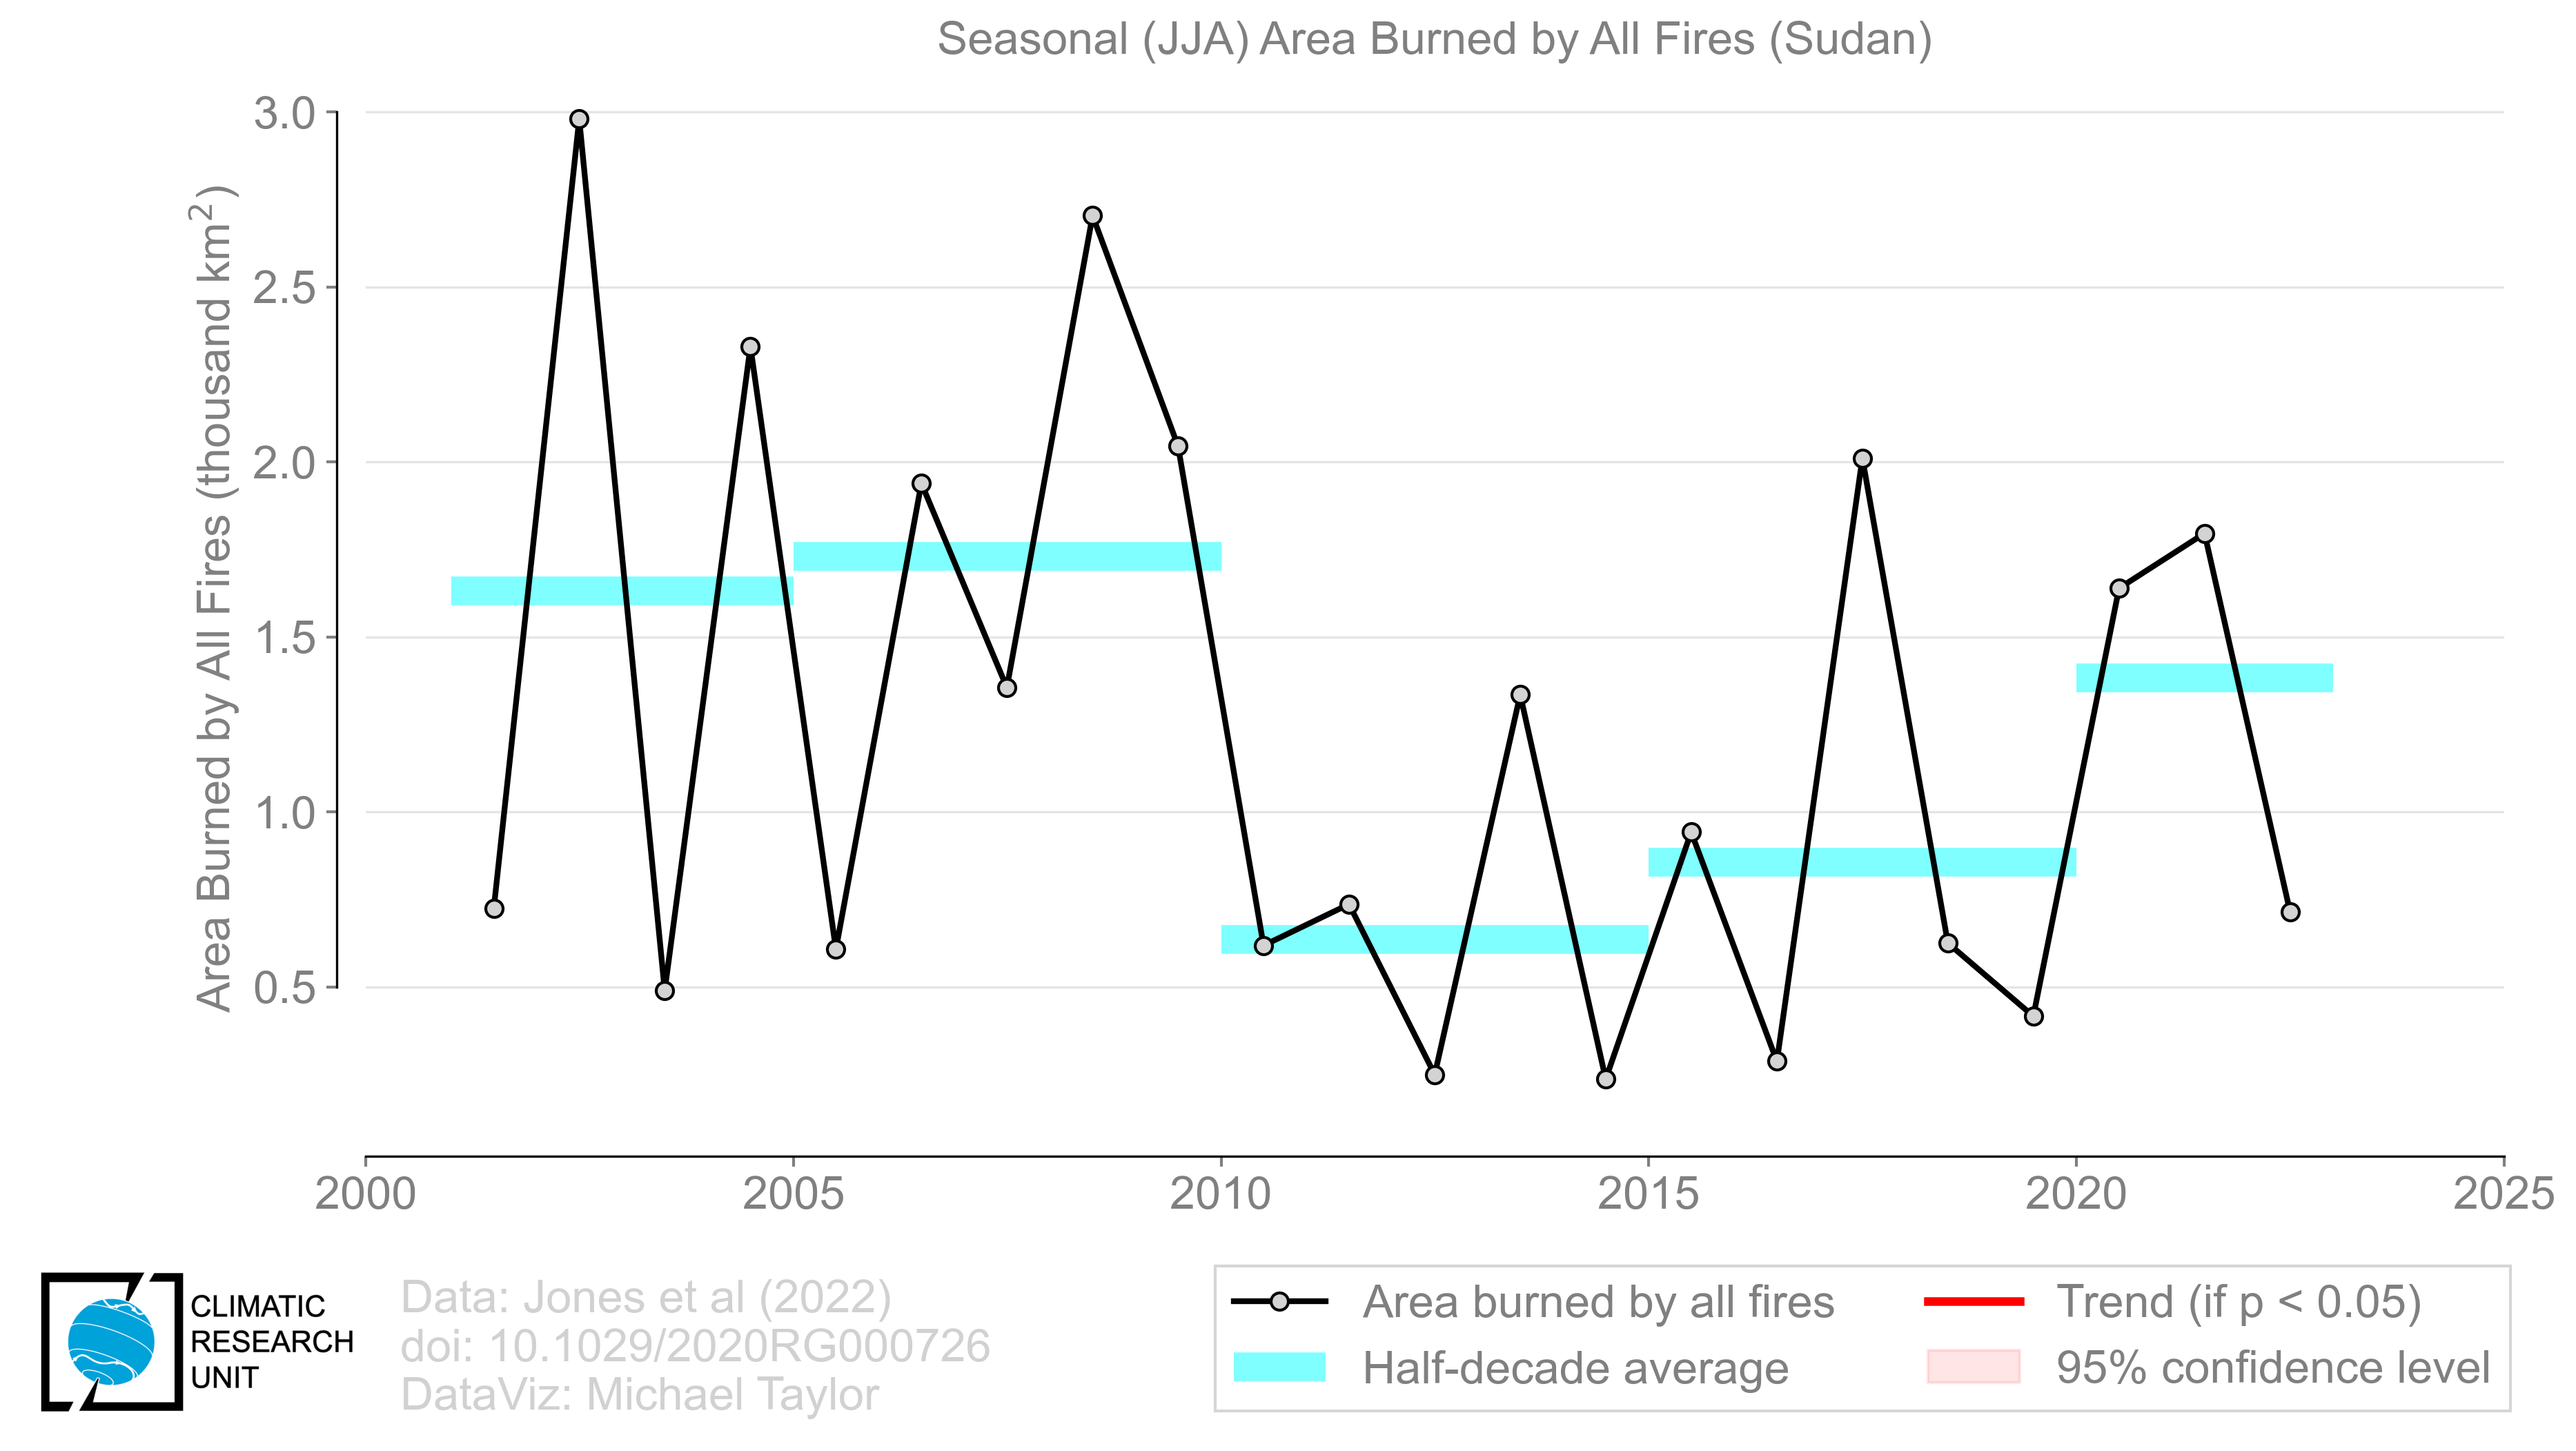 Seasonal (JJA) Area Burned by All Fires (Sudan)
Area Burned by All Fires (thousand km²)
3.0
2.5
2.0
1.5
1.0
0.5
2000 2005 2010 2015 2020 2025
CLIMATIC
RESEARCH
UNIT
Data: Jones et al (2022)
doi: 10.1029/2020RG000726
DataViz: Michael Taylor
Area burned by all fires
Half-decade average
Trend (if p < 0.05)
95% confidence level